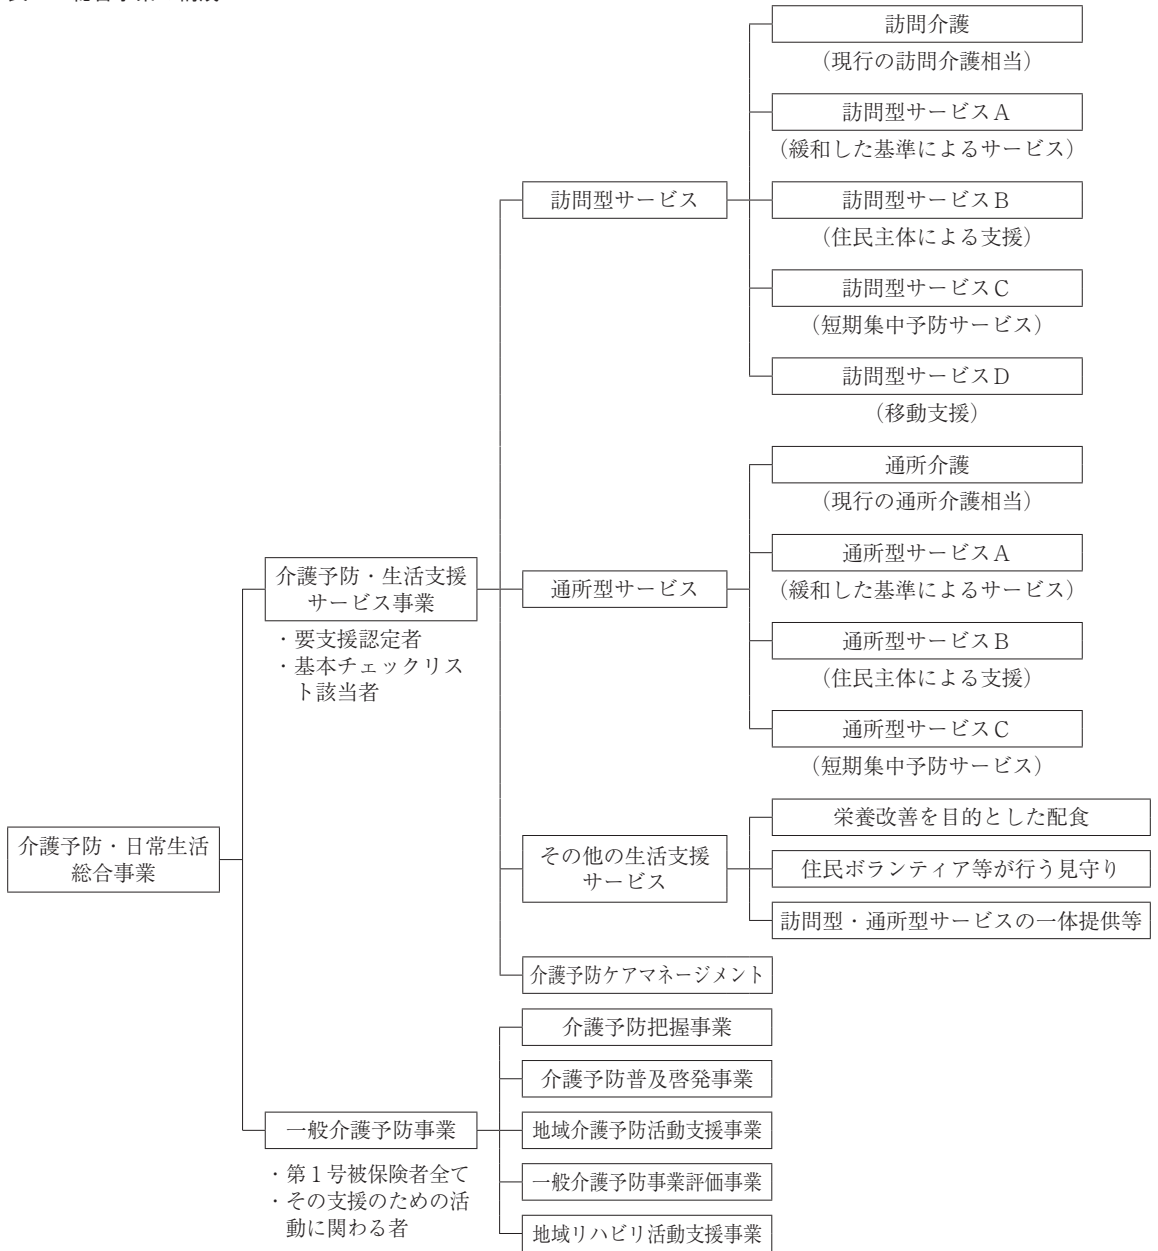 訪問介護
（現行の訪問介護相当）
訪問型サービスＡ
（緩和した基準によるサービス）
訪問型サービス
訪問型サービスＢ
（住民主体による支援）
訪問型サービスＣ
（短期集中予防サービス）
訪問型サービスＤ
（移動支援）
通所介護
（現行の通所介護相当）
介護予防・生活支援
サービス事業
・要支援認定者
・基本チェックリス
ト該当者
通所型サービス
通所型サービスＡ
（緩和した基準によるサービス）
通所型サービスＢ
（住民主体による支援）
通所型サービスＣ
（短期集中予防サービス）
介護予防・日常生活
総合事業
その他の生活支援
サービス
栄養改善を目的とした配食
住民ボランティア等が行う見守り
訪問型・通所型サービスの一体提供等
介護予防ケアマネージメント
介護予防把握事業
介護予防普及啓発事業
一般介護予防事業
・第１号被保険者全て
・その支援のための活
動に関わる者
地域介護予防活動支援事業
一般介護予防事業評価事業
地域リハビリ活動支援事業